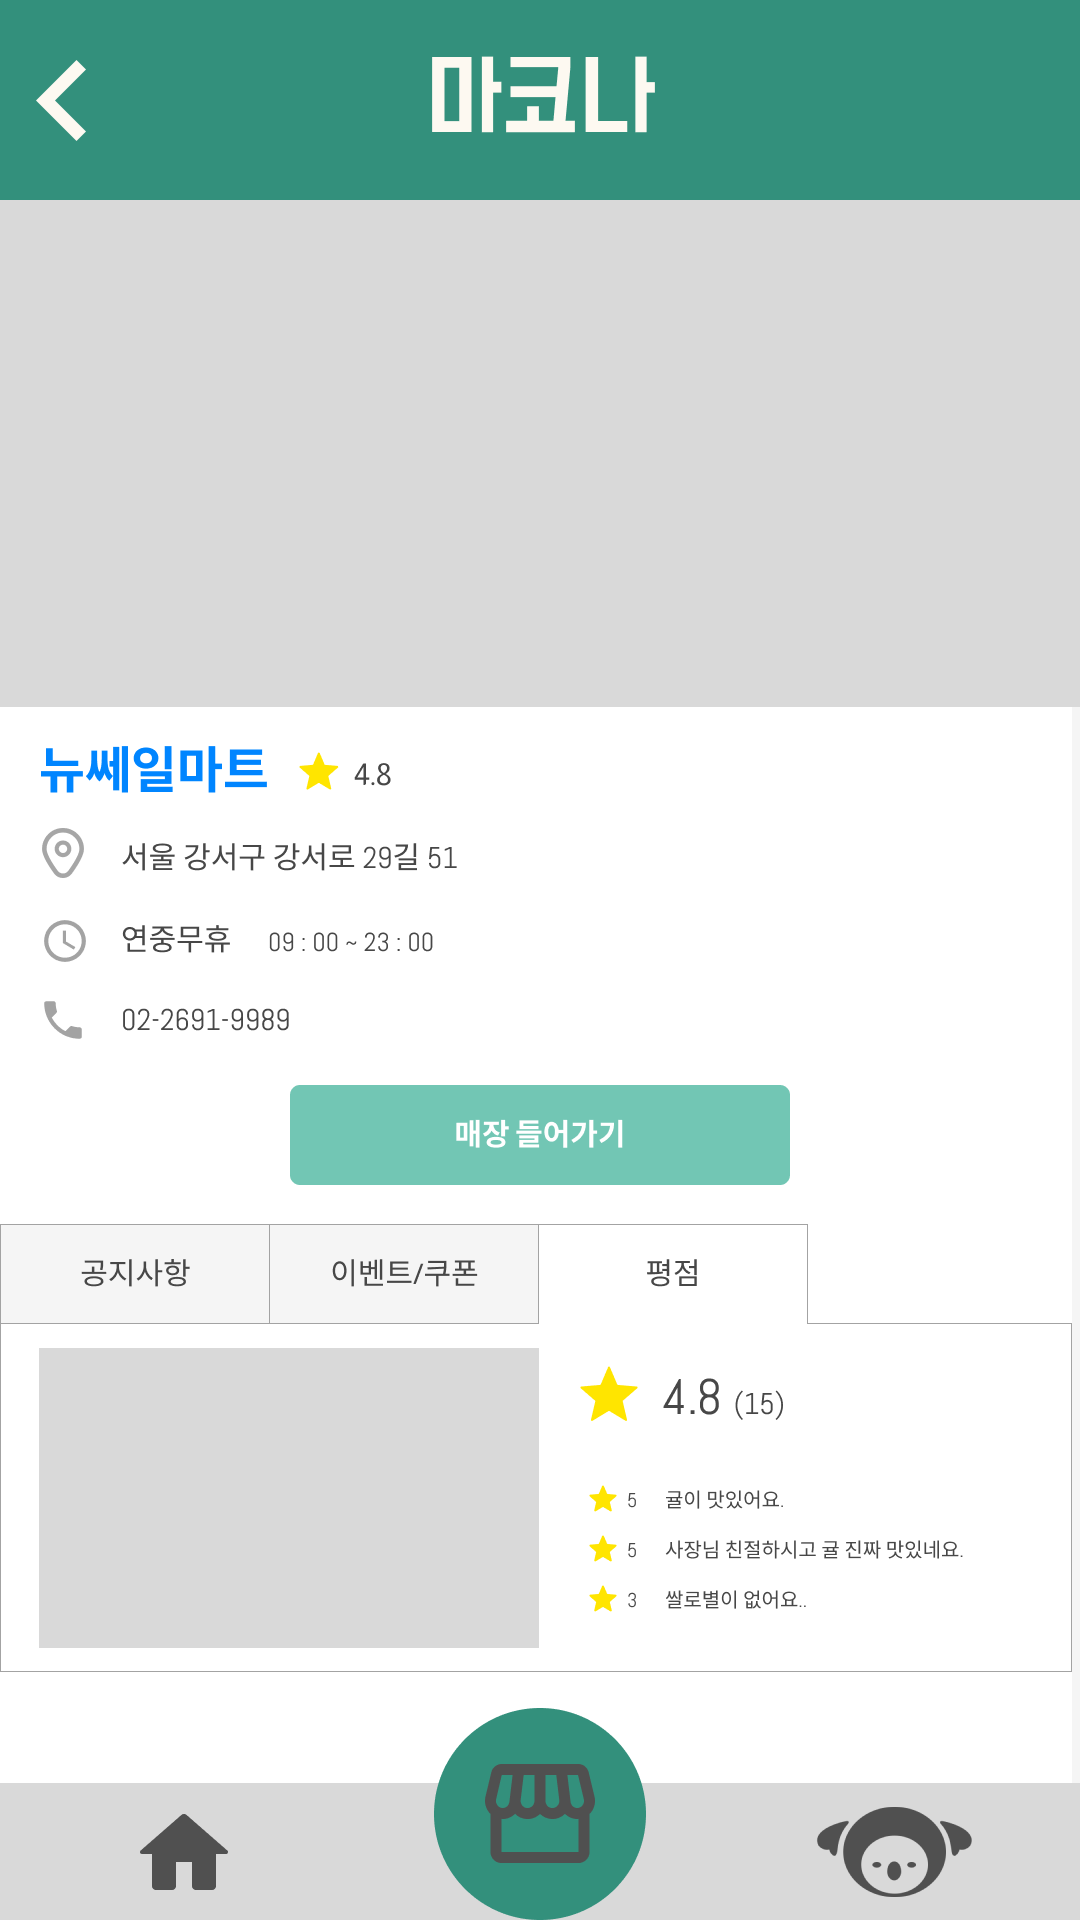 마코나
뉴쎄일마트 4.8
서울 강서구 강서로 29길 51
연중무휴 09 : 00 ~ 23 : 00
02-2691-9989
매장 들어가기
공지사항 이벤트/쿠폰 평점
4.8 (15)
5 귤이 맛있어요.
5 사장님 친절하시고 귤 진짜 맛있네요.
3 쌀로별이 없어요..